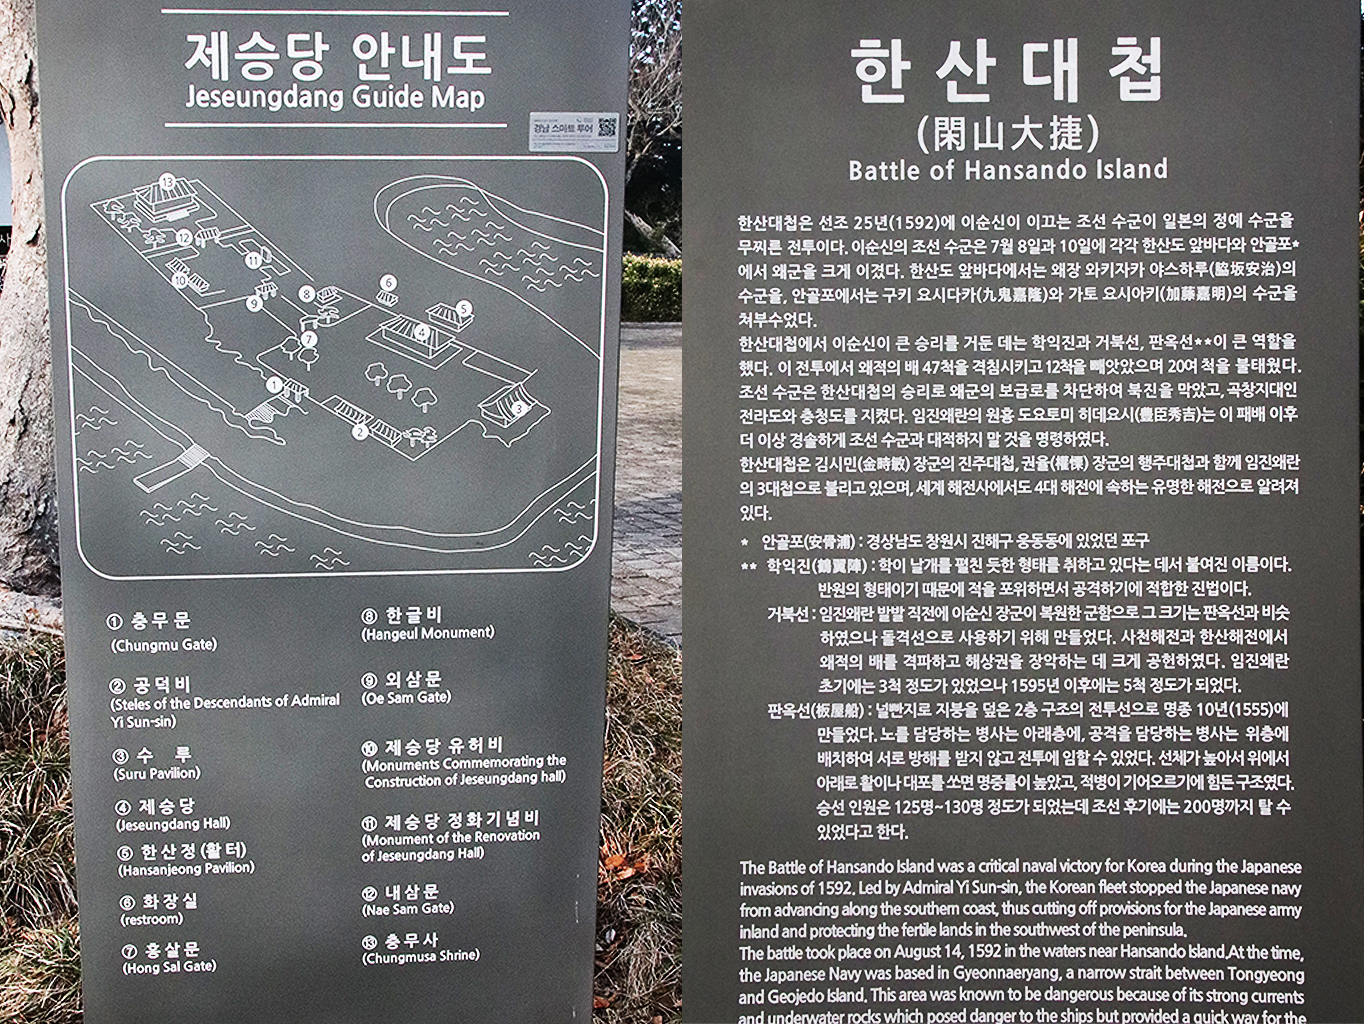 제승당 안내도
Jeseungdang Guide Map
경남 스마트 투어
① 충무문
(Chungmu Gate)
② 공덕비
(Steles of the Descendants of Admiral
Yi Sun-sin)
③ 수 루
(Suru Pavilion)
④ 제승당
(Jeseungdang Hall)
⑤ 한산정(활터)
(Hansanjeong Pavilion)
⑥ 화장실
(restroom)
⑦ 홍살문
(Hong Sal Gate)
⑧ 한글비
(Hangeul Monument)
⑨ 외삼문
(Oe Sam Gate)
⑩ 제승당 유허비
(Monuments Commemorating the
Construction of Jeseungdang hall)
⑪ 제승당 정화기념비
(Monument of the Renovation
of Jeseungdang Hall)
⑫ 내삼문
(Nae Sam Gate)
⑬ 충무사
(Chungmusa Shrine)
한산대첩
(閑山大捷)
Battle of Hansando Island
한산대첩은 선조 25년(1592)에 이순신이 이끄는 조선 수군이 일본의 정예 수군을
무찌른 전투이다. 이순신의 조선 수군은 7월 8일과 10일에 각각 한산도 앞바다와 안골포*
에서 왜군을 크게 이겼다. 한산도 앞바다에서는 왜장 와키자카 야스하루(脇坂安治)의
수군을, 안골포에서는 구키 요시다카(九鬼嘉隆)와 가토 요시아키(加藤嘉明)의 수군을
쳐부수었다.
한산대첩에서 이순신이 큰 승리를 거둔 데는 학익진과 거북선, 판옥선**이 큰 역할을
했다. 이 전투에서 왜적의 배 47척을 격침시키고 12척을 빼앗았으며 20여 척을 불태웠다.
조선 수군은 한산대첩의 승리로 왜군의 보급로를 차단하여 북진을 막았고, 곡창지대인
전라도와 충청도를 지켰다. 임진왜란의 원흉 도요토미 히데요시(豊臣秀吉)는 이 패배 이후
더 이상 경솔하게 조선 수군과 대적하지 말 것을 명령하였다.
한산대첩은 김시민(金時敏) 장군의 진주대첩, 권율(權慄) 장군의 행주대첩과 함께 임진왜란
의 3대첩으로 불리고 있으며, 세계 해전사에서도 4대 해전에 속하는 유명한 해전으로 알려져
있다.
* 안골포(安骨浦) : 경상남도 창원시 진해구 웅동동에 있었던 포구
** 학익진(鶴翼陣) : 학이 날개를 펼친 듯한 형태를 취하고 있다는 데서 붙여진 이름이다.
반원의 형태이기 때문에 적을 포위하면서 공격하기에 적합한 진법이다.
거북선 : 임진왜란 발발 직전에 이순신 장군이 복원한 군함으로 그 크기는 판옥선과 비슷
하였으나 돌격선으로 사용하기 위해 만들었다. 사천해전과 한산해전에서
왜적의 배를 격파하고 해상권을 장악하는 데 크게 공헌하였다. 임진왜란
초기에는 3척 정도가 있었으나 1595년 이후에는 5척 정도가 되었다.
판옥선(板屋船) : 널빤지로 지붕을 덮은 2층 구조의 전투선으로 명종 10년(1555)에
만들었다. 노를 담당하는 병사는 아래층에, 공격을 담당하는 병사는 위층에
배치하여 서로 방해를 받지 않고 전투에 임할 수 있었다. 선체가 높아서 위에서
아래로 활이나 대포를 쏘면 명중률이 높았고, 적병이 기어오르기에 힘든 구조였다.
승선 인원은 125명~130명 정도가 되었는데 조선 후기에는 200명까지 탈 수
있었다고 한다.
The Battle of Hansando Island was a critical naval victory for Korea during the Japanese
invasions of 1592. Led by Admiral Yi Sun-sin, the Korean fleet stopped the Japanese navy
from advancing along the southern coast, thus cutting off provisions for the Japanese army
inland and protecting the fertile lands in the southwest of the peninsula.
The battle took place on August 14, 1592 in the waters near Hansando Island.At the time,
the Japanese Navy was based in Gyeonnaeryang, a narrow strait between Tongyeong
and Geojedo Island. This area was known to be dangerous because of its strong currents
and underwater rocks which posed danger to the ships but provided a quick way for the